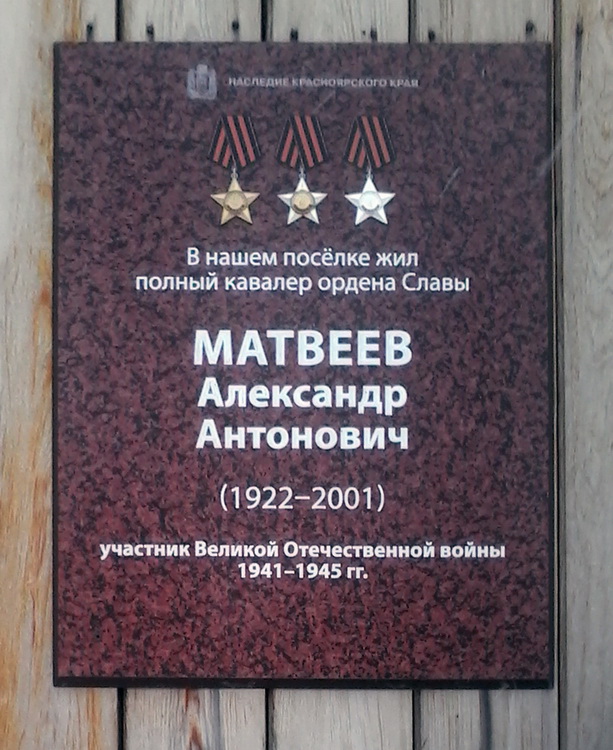 НАСЛЕДИЕ КРАСНОЯРСКОГО КРАЯ
В нашем посёлке жил
полный кавалер ордена Славы
МАТВЕЕВ
Александр
Антонович
(1922–2001)
участник Великой Отечественной войны
1941–1945 гг.